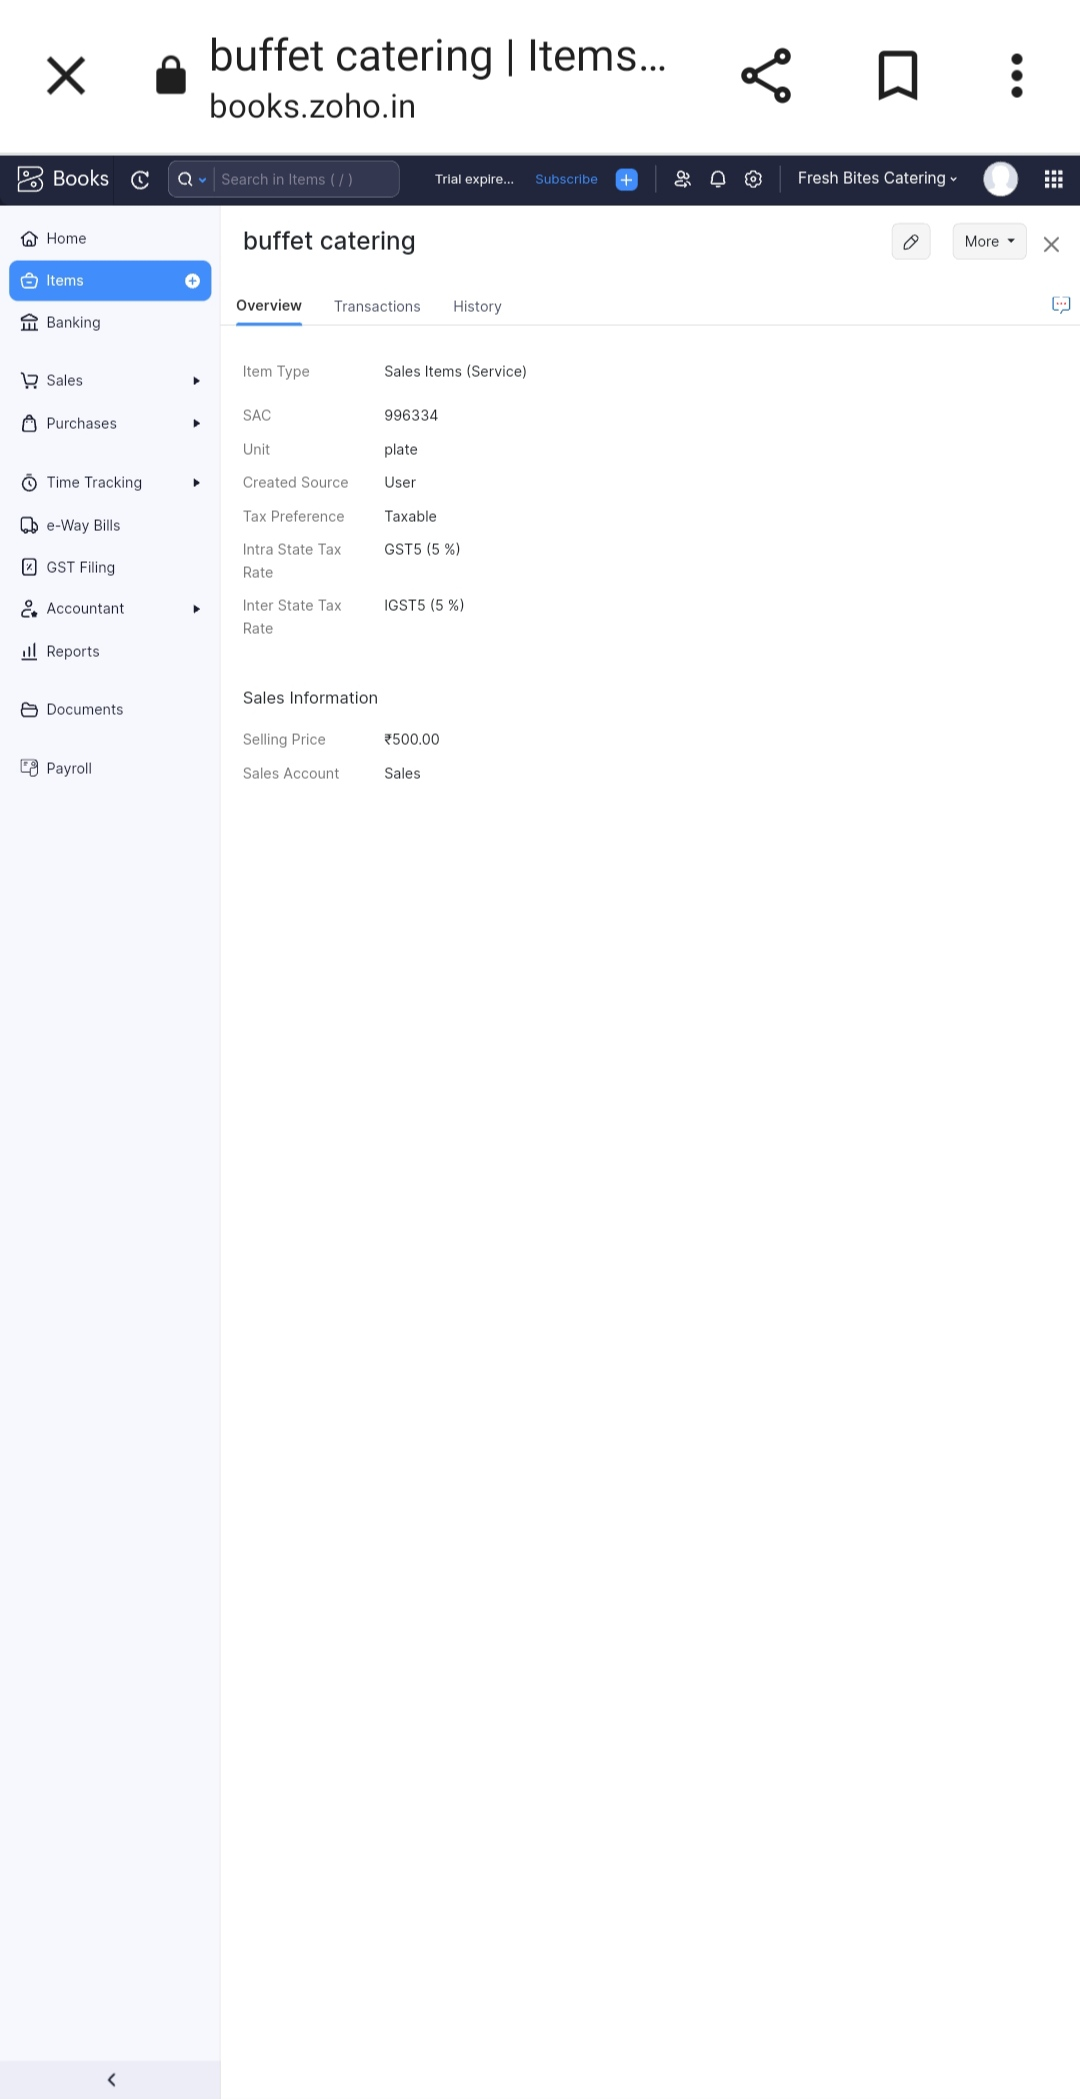 buffet catering | Items...
books.zoho.in
Books
Search in Items ( / )
Trial expire...
Subscribe
Fresh Bites Catering
Home
Items
Banking
Sales
Purchases
Time Tracking
e-Way Bills
GST Filing
Accountant
Reports
Documents
Payroll
buffet catering
More
Overview Transactions History
Item Type Sales Items (Service)
SAC 996334
Unit plate
Created Source User
Tax Preference Taxable
Intra State Tax GST5 (5 %)
Rate
Inter State Tax IGST5 (5 %)
Rate
Sales Information
Selling Price ₹500.00
Sales Account Sales